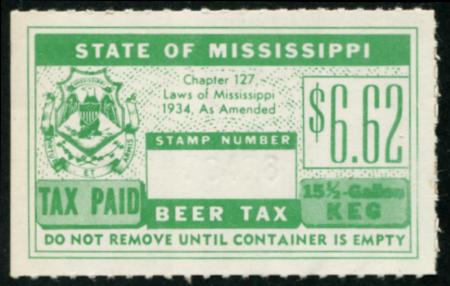 STATE OF MISSISSIPPI
Chapter 127,
Laws of Mississippi
1934, As Amended
$6.62
STAMP NUMBER
TAX PAID
BEER TAX
15½-Gallon
KEG
DO NOT REMOVE UNTIL CONTAINER IS EMPTY